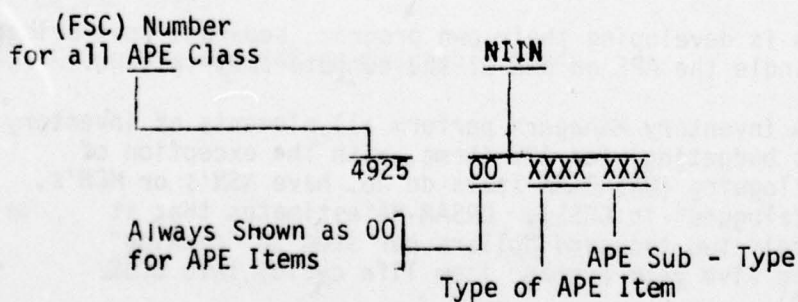 (FSC) Number
for all APE Class
NIIN
4925 00 XXXX XXX
Always Shown as 00
for APE Items
APE Sub - Type
Type of APE Item